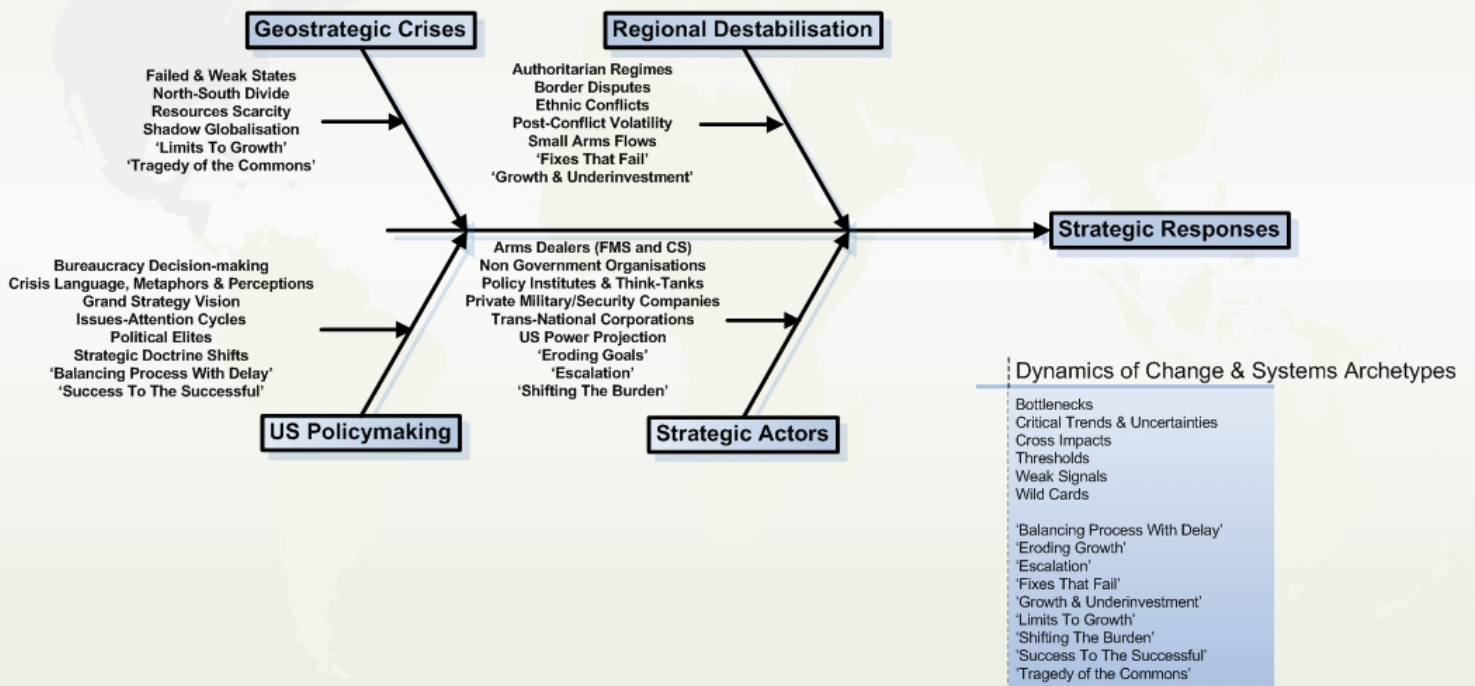 Geostrategic Crises
Failed & Weak States
North-South Divide
Resources Scarcity
Shadow Globalisation
‘Limits To Growth’
‘Tragedy of the Commons’
Regional Destabilisation
Authoritarian Regimes
Border Disputes
Ethnic Conflicts
Post-Conflict Volatility
Small Arms Flows
‘Fixes That Fail’
‘Growth & Underinvestment’
Strategic Responses
Bureaucracy Decision-making
Crisis Language, Metaphors & Perceptions
Grand Strategy Vision
Issues-Attention Cycles
Political Elites
Strategic Doctrine Shifts
‘Balancing Process With Delay’
‘Success To The Successful’
US Policymaking
Arms Dealers (FMS and CS)
Non Government Organisations
Policy Institutes & Think-Tanks
Private Military/Security Companies
Trans-National Corporations
US Power Projection
‘Eroding Goals’
‘Escalation’
‘Shifting The Burden’
Strategic Actors
Dynamics of Change & Systems Archetypes
Bottlenecks
Critical Trends & Uncertainties
Cross Impacts
Thresholds
Weak Signals
Wild Cards
‘Balancing Process With Delay’
‘Eroding Growth’
‘Escalation’
‘Fixes That Fail’
‘Growth & Underinvestment’
‘Limits To Growth’
‘Shifting The Burden’
‘Success To The Successful’
‘Tragedy of the Commons’